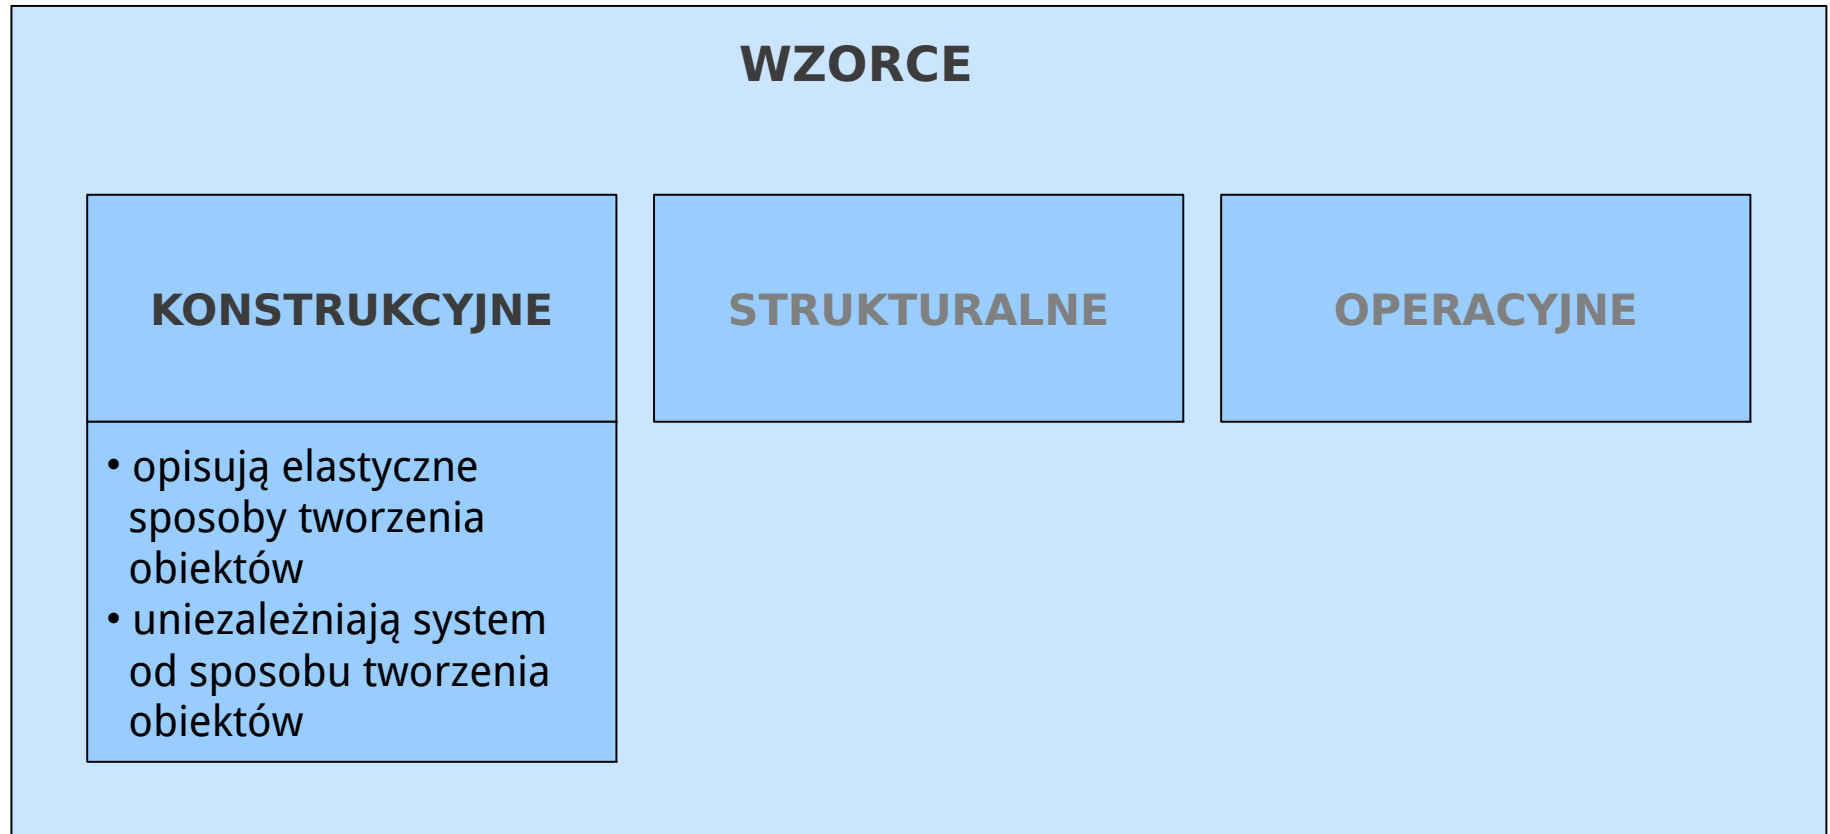 WZORCE
KONSTRUKCYJNE
STRUKTURALNE
OPERACYJNE
• opisują elastyczne
sposoby tworzenia
obiektów
• uniezależniają system
od sposobu tworzenia
obiektów